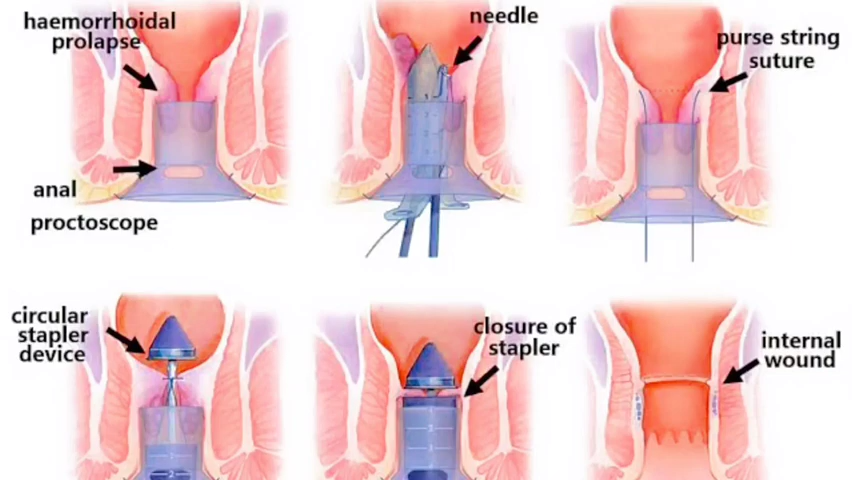 haemorrhoidal
prolapse
needle
purse string
suture
anal
proctoscope
circular
stapler
device
closure of
stapler
internal
wound